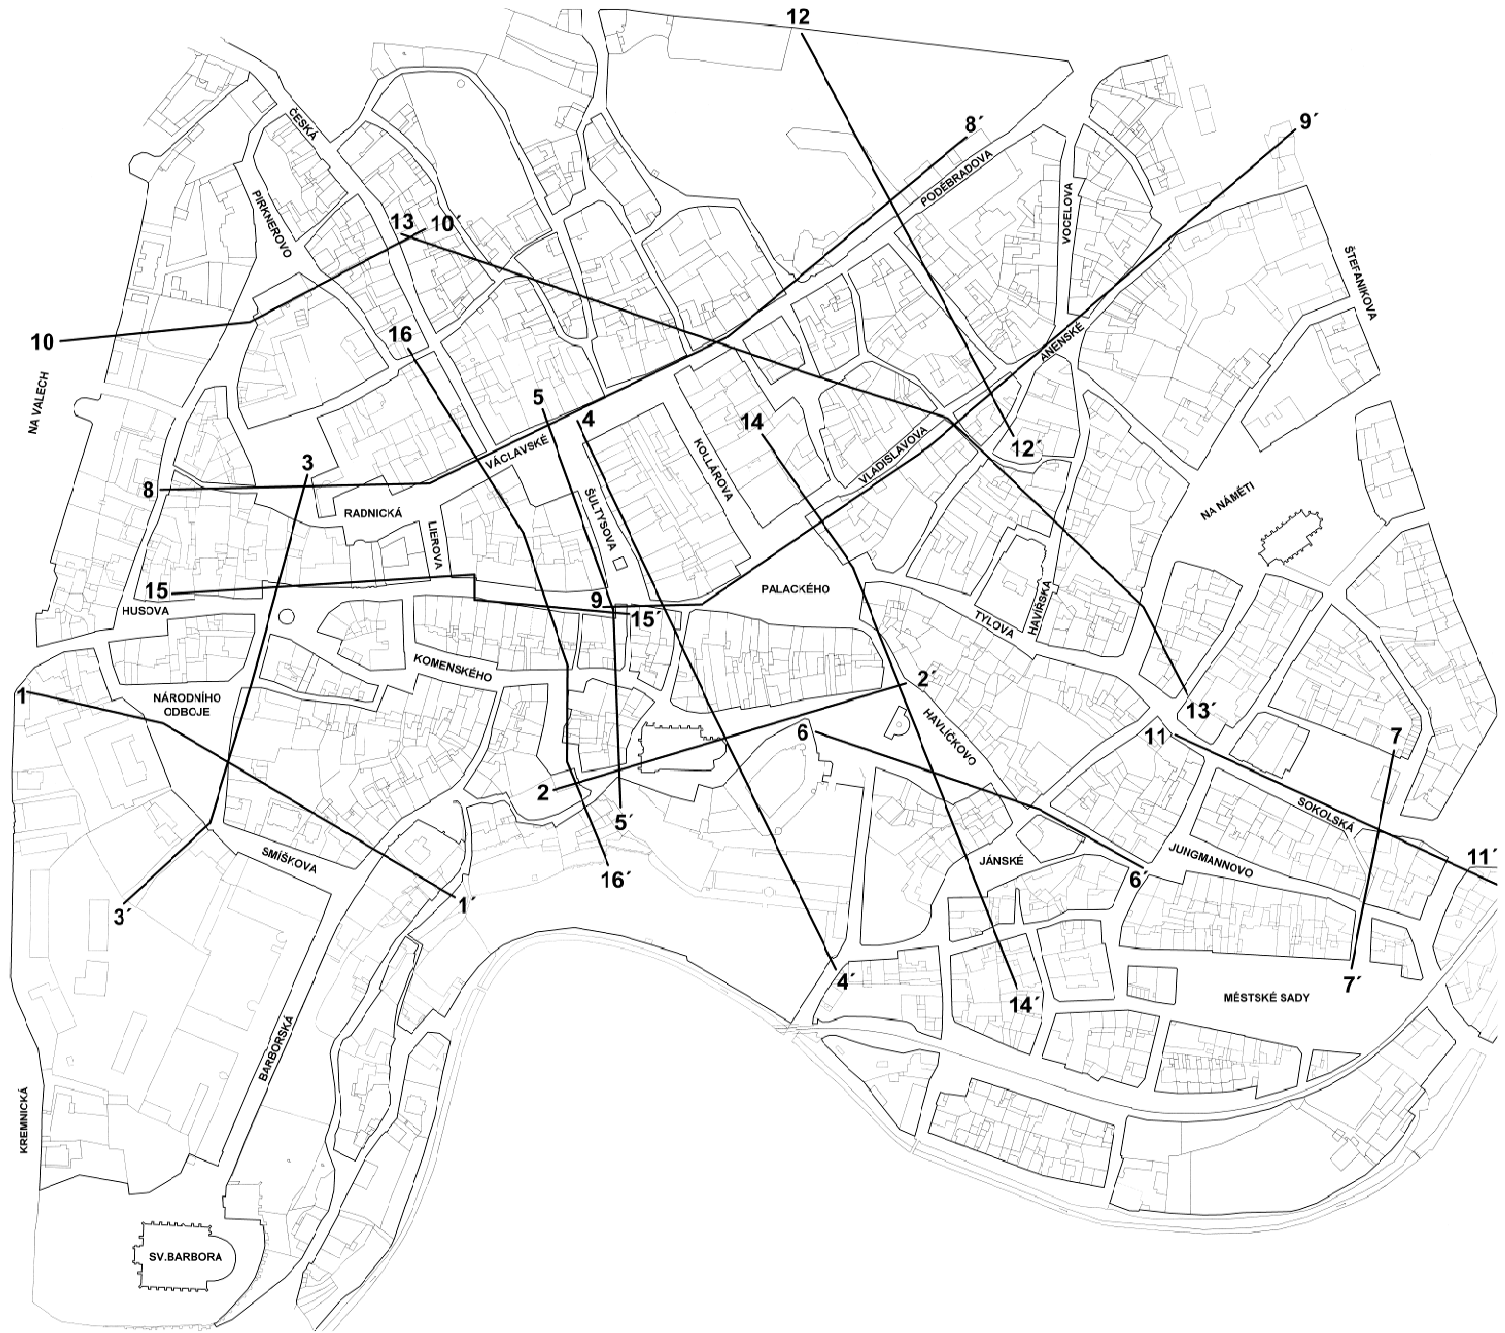 12
8´
9´
ČESKÁ
PODĚBRADOVA
PIRKNEROVO
VOCELOVA
13
10´
ŠTEFANIKOVA
10
16
ANENSKÉ
NA VALECH
5
4
14
12´
VÁCLAVSKÉ
KOLLÁROVA
VLADISLAVOVA
3
8
RADNICKÁ
LIEROVA
ŠULTYSOVA
NA NÁMĚTI
15
HUSOVA
9
15´
PALACKÉHO
TYLOVA
HAVÍŘSKÁ
KOMENSKÉHO
1
NÁRODNÍHO
ODBOJE
2´
13´
HAVLÍČKOVO
6
11
7
2
5´
SOKOLSKÁ
SMÍŠKOVA
JÁNSKÉ
JUNGMANNOVO
11´
16´
6´
3´
1´
4´
14´
7´
MĚSTSKÉ SADY
BARBORSKÁ
KREMNICKÁ
SV.BARBORA